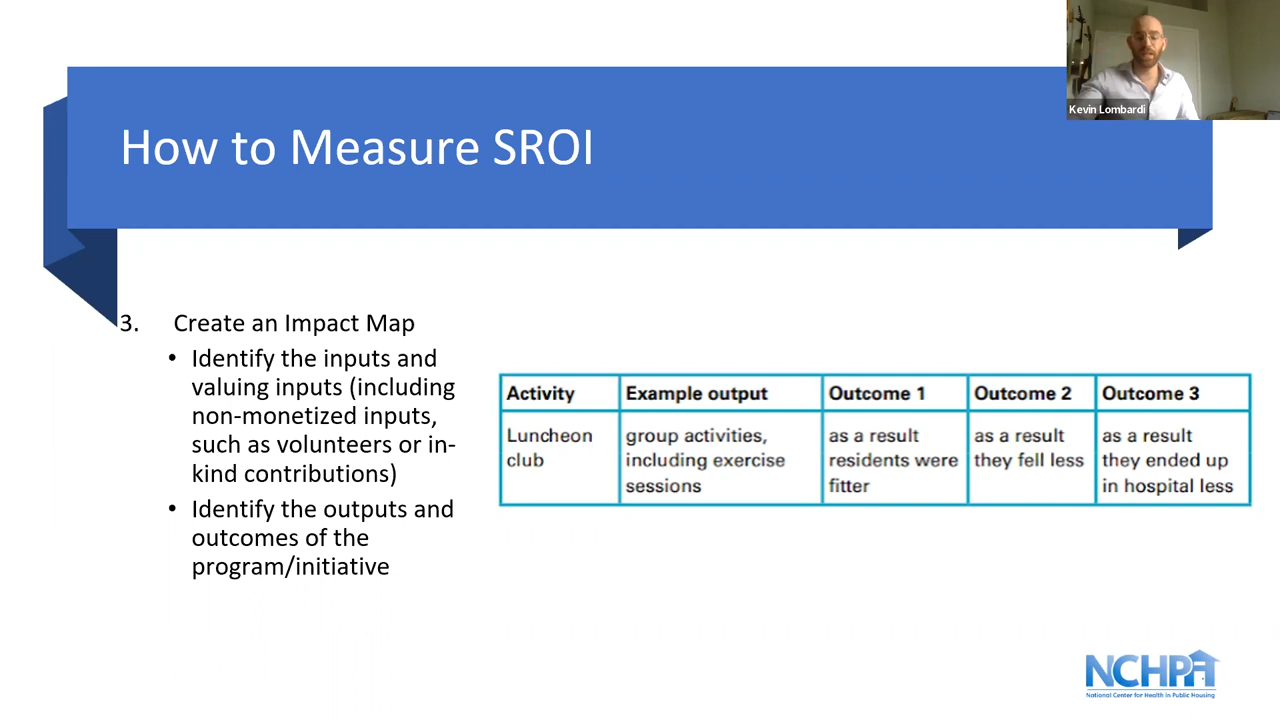 Kevin Lombardi
How to Measure SROI
3. Create an Impact Map
• Identify the inputs and
valuing inputs (including
non-monetized inputs,
such as volunteers or in-
kind contributions)
• Identify the outputs and
outcomes of the
program/initiative
Activity Example output Outcome 1 Outcome 2 Outcome 3
Luncheon group activities, as a result as a result as a result
club including exercise residents were they fell less they ended up
sessions fitter in hospital less
NCHPH
National Center for Health in Public Housing